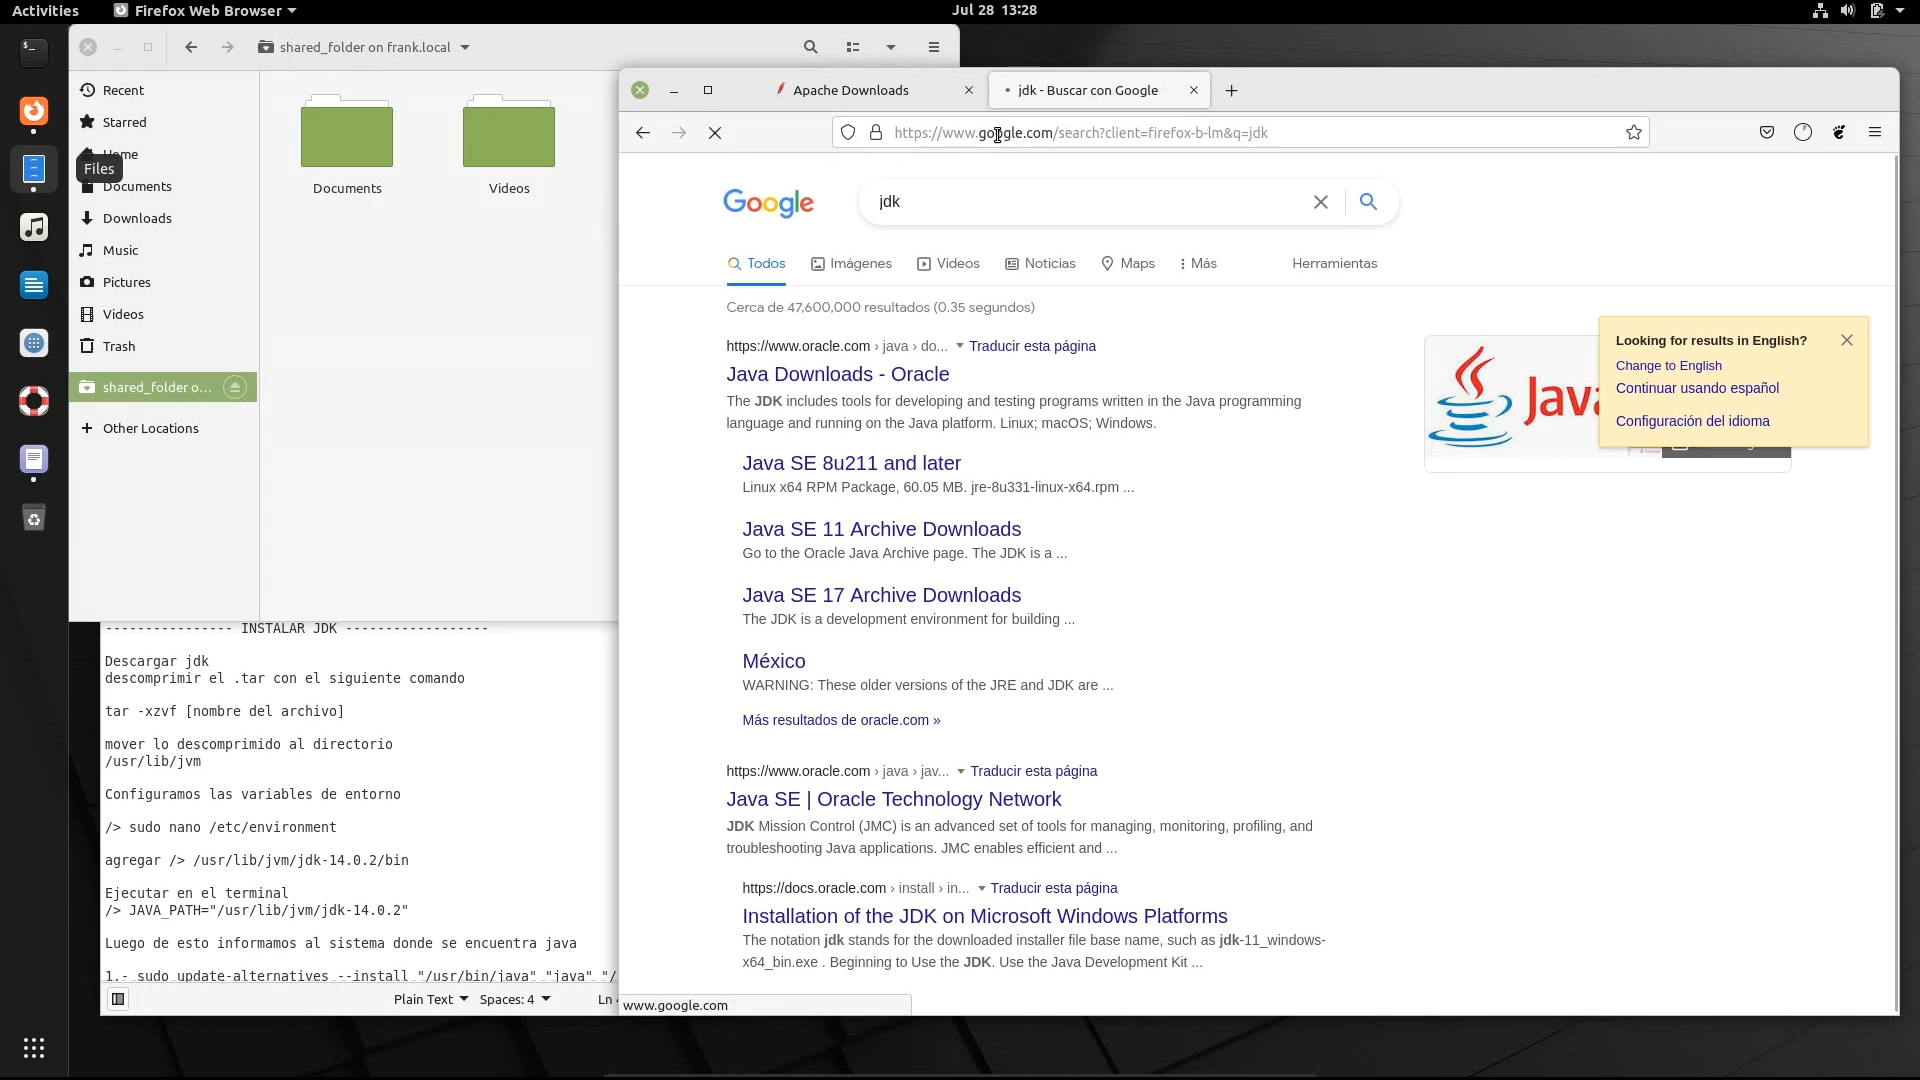 Activities
Firefox Web Browser
Jul 28 13:28
shared_folder on frank.local
Recent
Starred
Home
Files
Documents
Downloads
Music
Pictures
Videos
Trash
shared_folder o...
Other Locations
Documents
Videos
Apache Downloads
jdk - Buscar con Google
https://www.google.com/search?client=firefox-b-lm&q=jdk
Google
jdk
Todos
Imágenes
Videos
Noticias
Maps
Más
Herramientas
Cerca de 47,600,000 resultados (0.35 segundos)
https://www.oracle.com › java › do...
Traducir esta página
Java Downloads - Oracle
The JDK includes tools for developing and testing programs written in the Java programming
language and running on the Java platform. Linux; macOS; Windows.
Java SE 8u211 and later
Linux x64 RPM Package, 60.05 MB. jre-8u331-linux-x64.rpm ...
Java SE 11 Archive Downloads
Go to the Oracle Java Archive page. The JDK is a ...
Java SE 17 Archive Downloads
The JDK is a development environment for building ...
México
WARNING: These older versions of the JRE and JDK are ...
Más resultados de oracle.com »
https://www.oracle.com › java › jav...
Traducir esta página
Java SE | Oracle Technology Network
JDK Mission Control (JMC) is an advanced set of tools for managing, monitoring, profiling, and
troubleshooting Java applications. JMC enables efficient and ...
https://docs.oracle.com › install › in...
Traducir esta página
Installation of the JDK on Microsoft Windows Platforms
The notation jdk stands for the downloaded installer file base name, such as jdk-11_windows-
x64_bin.exe . Beginning to Use the JDK. Use the Java Development Kit ...
www.google.com
Java
Looking for results in English?
Change to English
Continuar usando español
Configuración del idioma
--------------- INSTALAR JDK -----------------
Descargar jdk
descomprimir el .tar con el siguiente comando
tar -xzvf [nombre del archivo]
mover lo descomprimido al directorio
/usr/lib/jvm
Configuramos las variables de entorno
/> sudo nano /etc/environment
agregar /> /usr/lib/jvm/jdk-14.0.2/bin
Ejecutar en el terminal
/> JAVA_PATH="/usr/lib/jvm/jdk-14.0.2"
Luego de esto informamos al sistema donde se encuentra java
1.- sudo update-alternatives --install "/usr/bin/java" "java" "/
Plain Text
Spaces: 4
Ln